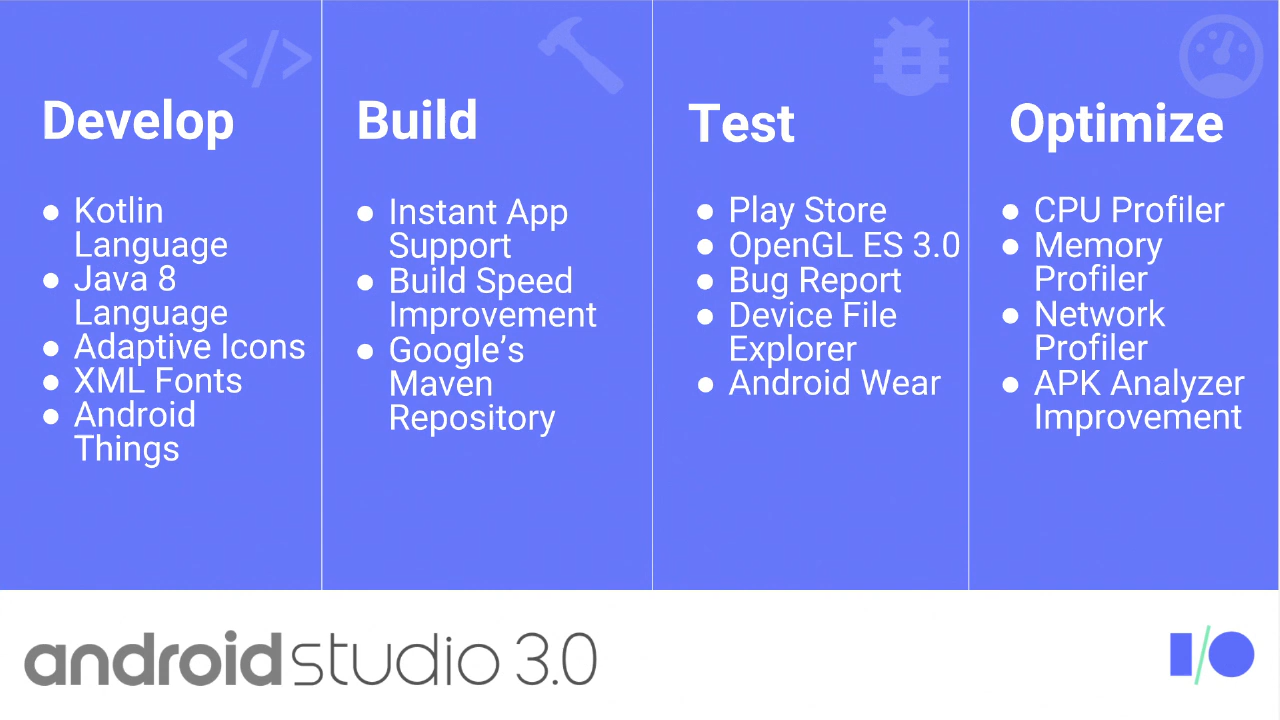 </>
Develop
● Kotlin
Language
● Java 8
Language
● Adaptive Icons
● XML Fonts
● Android
Things
Build
● Instant App
Support
● Build Speed
Improvement
● Google’s
Maven
Repository
Test
● Play Store
● OpenGL ES 3.0
● Bug Report
● Device File
Explorer
● Android Wear
Optimize
● CPU Profiler
● Memory
Profiler
● Network
Profiler
● APK Analyzer
Improvement
android studio 3.0
I/O